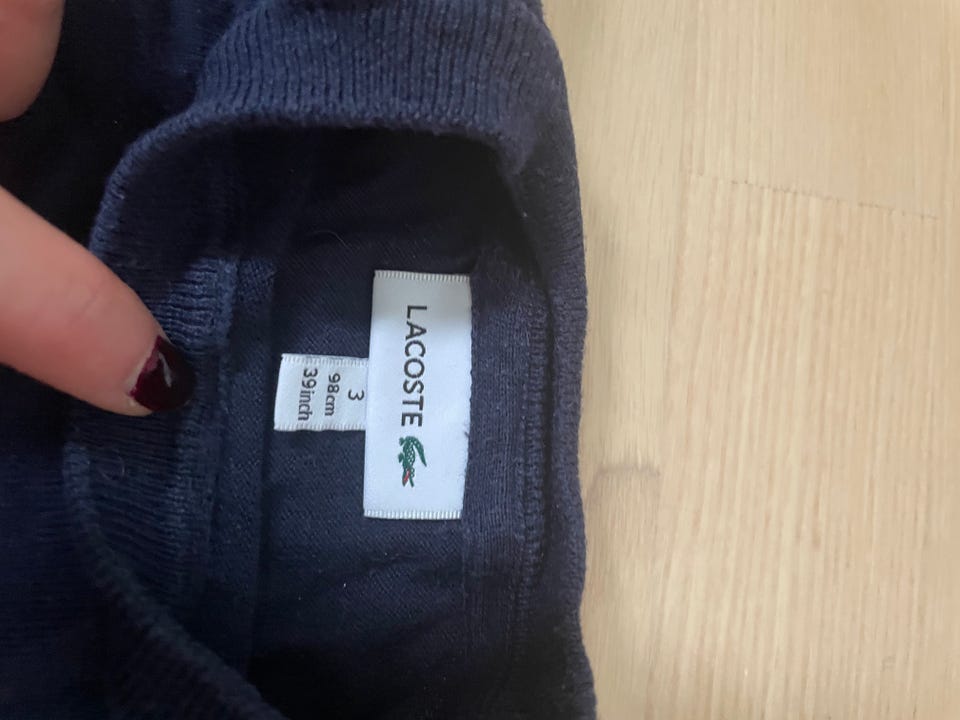 LACOSTE
3
98cm
39inch